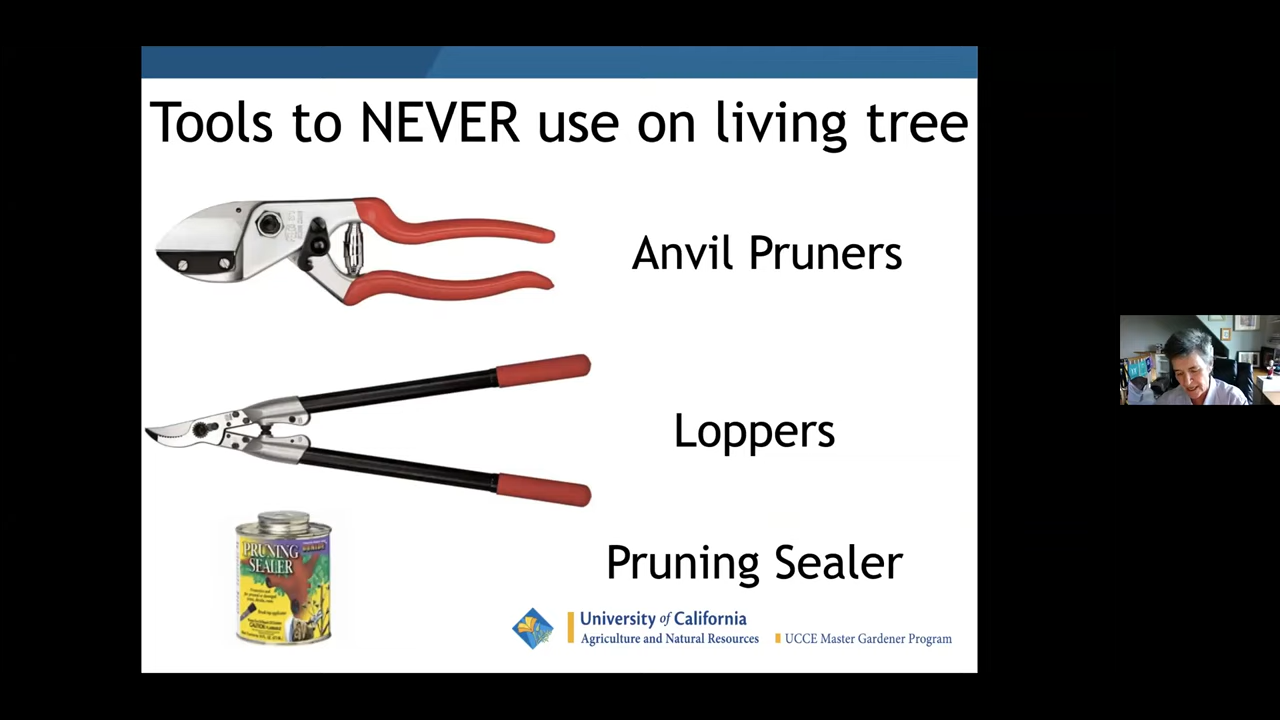 Tools to NEVER use on living tree
Anvil Pruners
Loppers
PRUNING
SEALER
Pruning Sealer
University of California
Agriculture and Natural Resources
UCCE Master Gardener Program